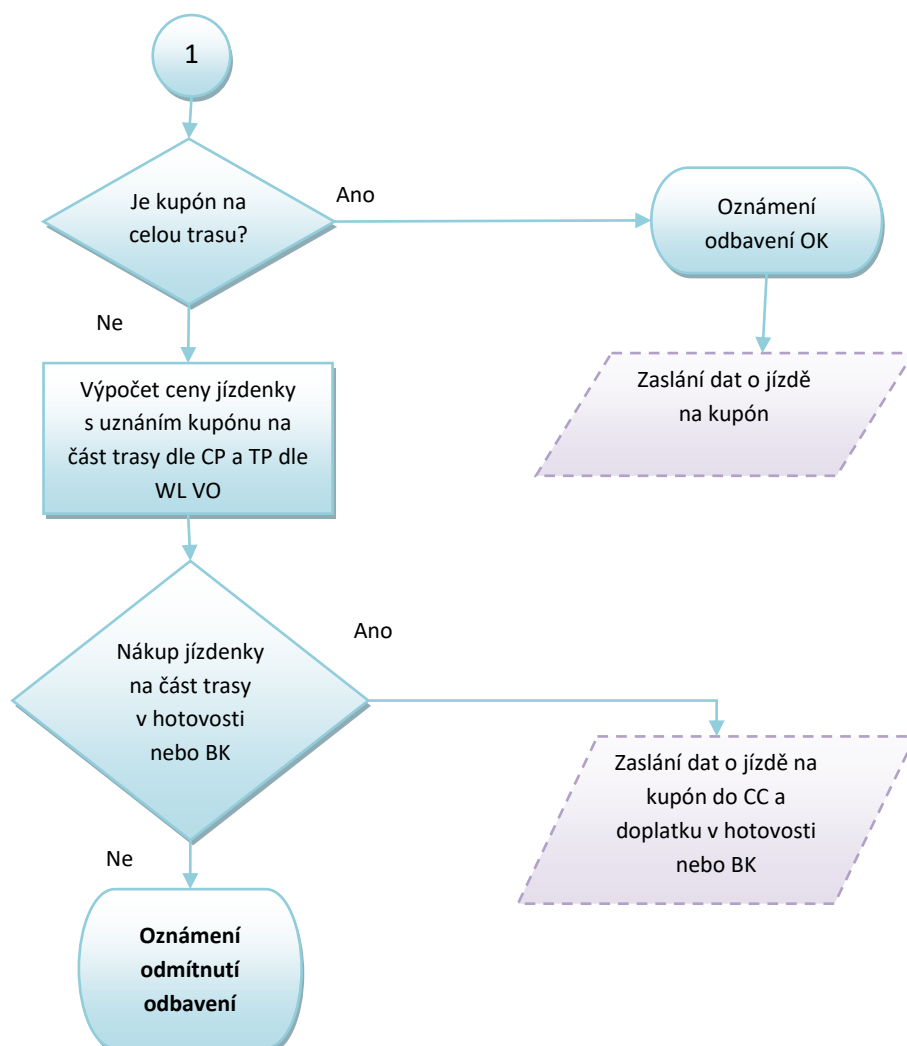 1
Je kupón na
celou trasu?
Ano
Oznámení
odbavení OK
Ne
Zaslání dat o jízdě
na kupón
Výpočet ceny jízdenky
s uznáním kupónu na
část trasy dle CP a TP dle
WL VO
Ano
Nákup jízdenky
na část trasy
v hotovosti
nebo BK
Zaslání dat o jízdě na
kupón do CC a
doplatku v hotovosti
nebo BK
Ne
Oznámení
odmítnutí
odbavení